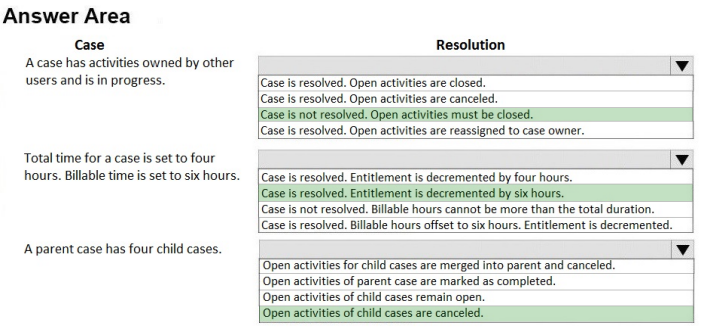 Answer Area
Case
Resolution
A case has activities owned by other
users and is in progress.
Case is resolved. Open activities are closed.
Case is resolved. Open activities are canceled.
Case is not resolved. Open activities must be closed.
Case is resolved. Open activities are reassigned to case owner.
Total time for a case is set to four
hours. Billable time is set to six hours.
Case is resolved. Entitlement is decremented by four hours.
Case is resolved. Entitlement is decremented by six hours.
Case is not resolved. Billable hours cannot be more than the total duration.
Case is resolved. Billable hours offset to six hours. Entitlement is decremented.
A parent case has four child cases.
Open activities for child cases are merged into parent and canceled.
Open activities of parent case are marked as completed.
Open activities of child cases remain open.
Open activities of child cases are canceled.